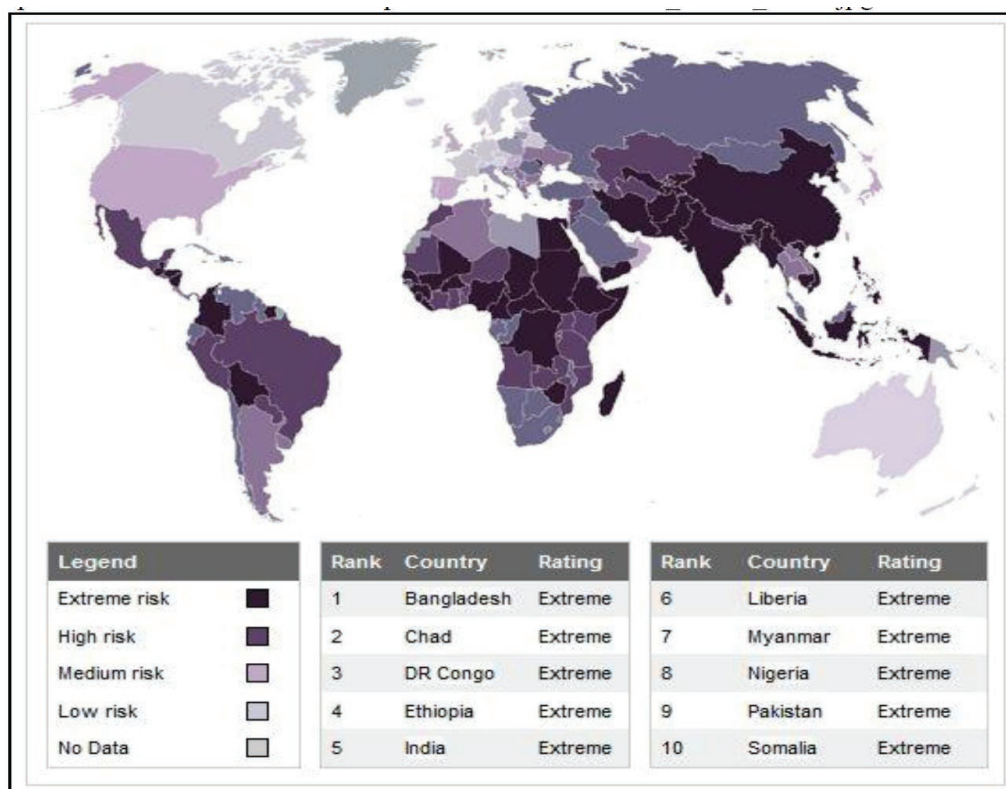 Legend
Extreme risk
High risk
Medium risk
Low risk
No Data
Rank Country Rating
1 Bangladesh Extreme
2 Chad Extreme
3 DR Congo Extreme
4 Ethiopia Extreme
5 India Extreme
Rank Country Rating
6 Liberia Extreme
7 Myanmar Extreme
8 Nigeria Extreme
9 Pakistan Extreme
10 Somalia Extreme